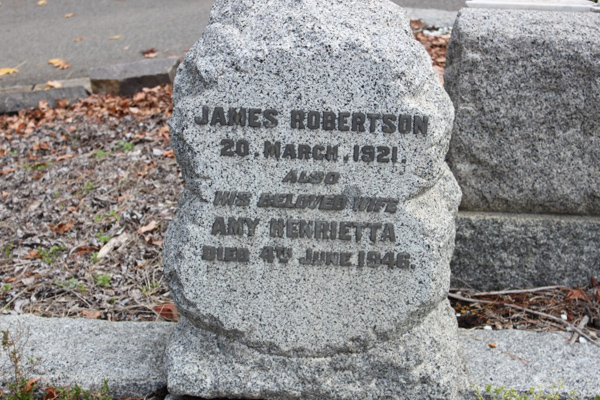 JAMES ROBERTSON
20. MARCH. 1921.
ALSO
HIS BELOVED WIFE
AMY HENRIETTA
DIED 4TH JUNE 1946.